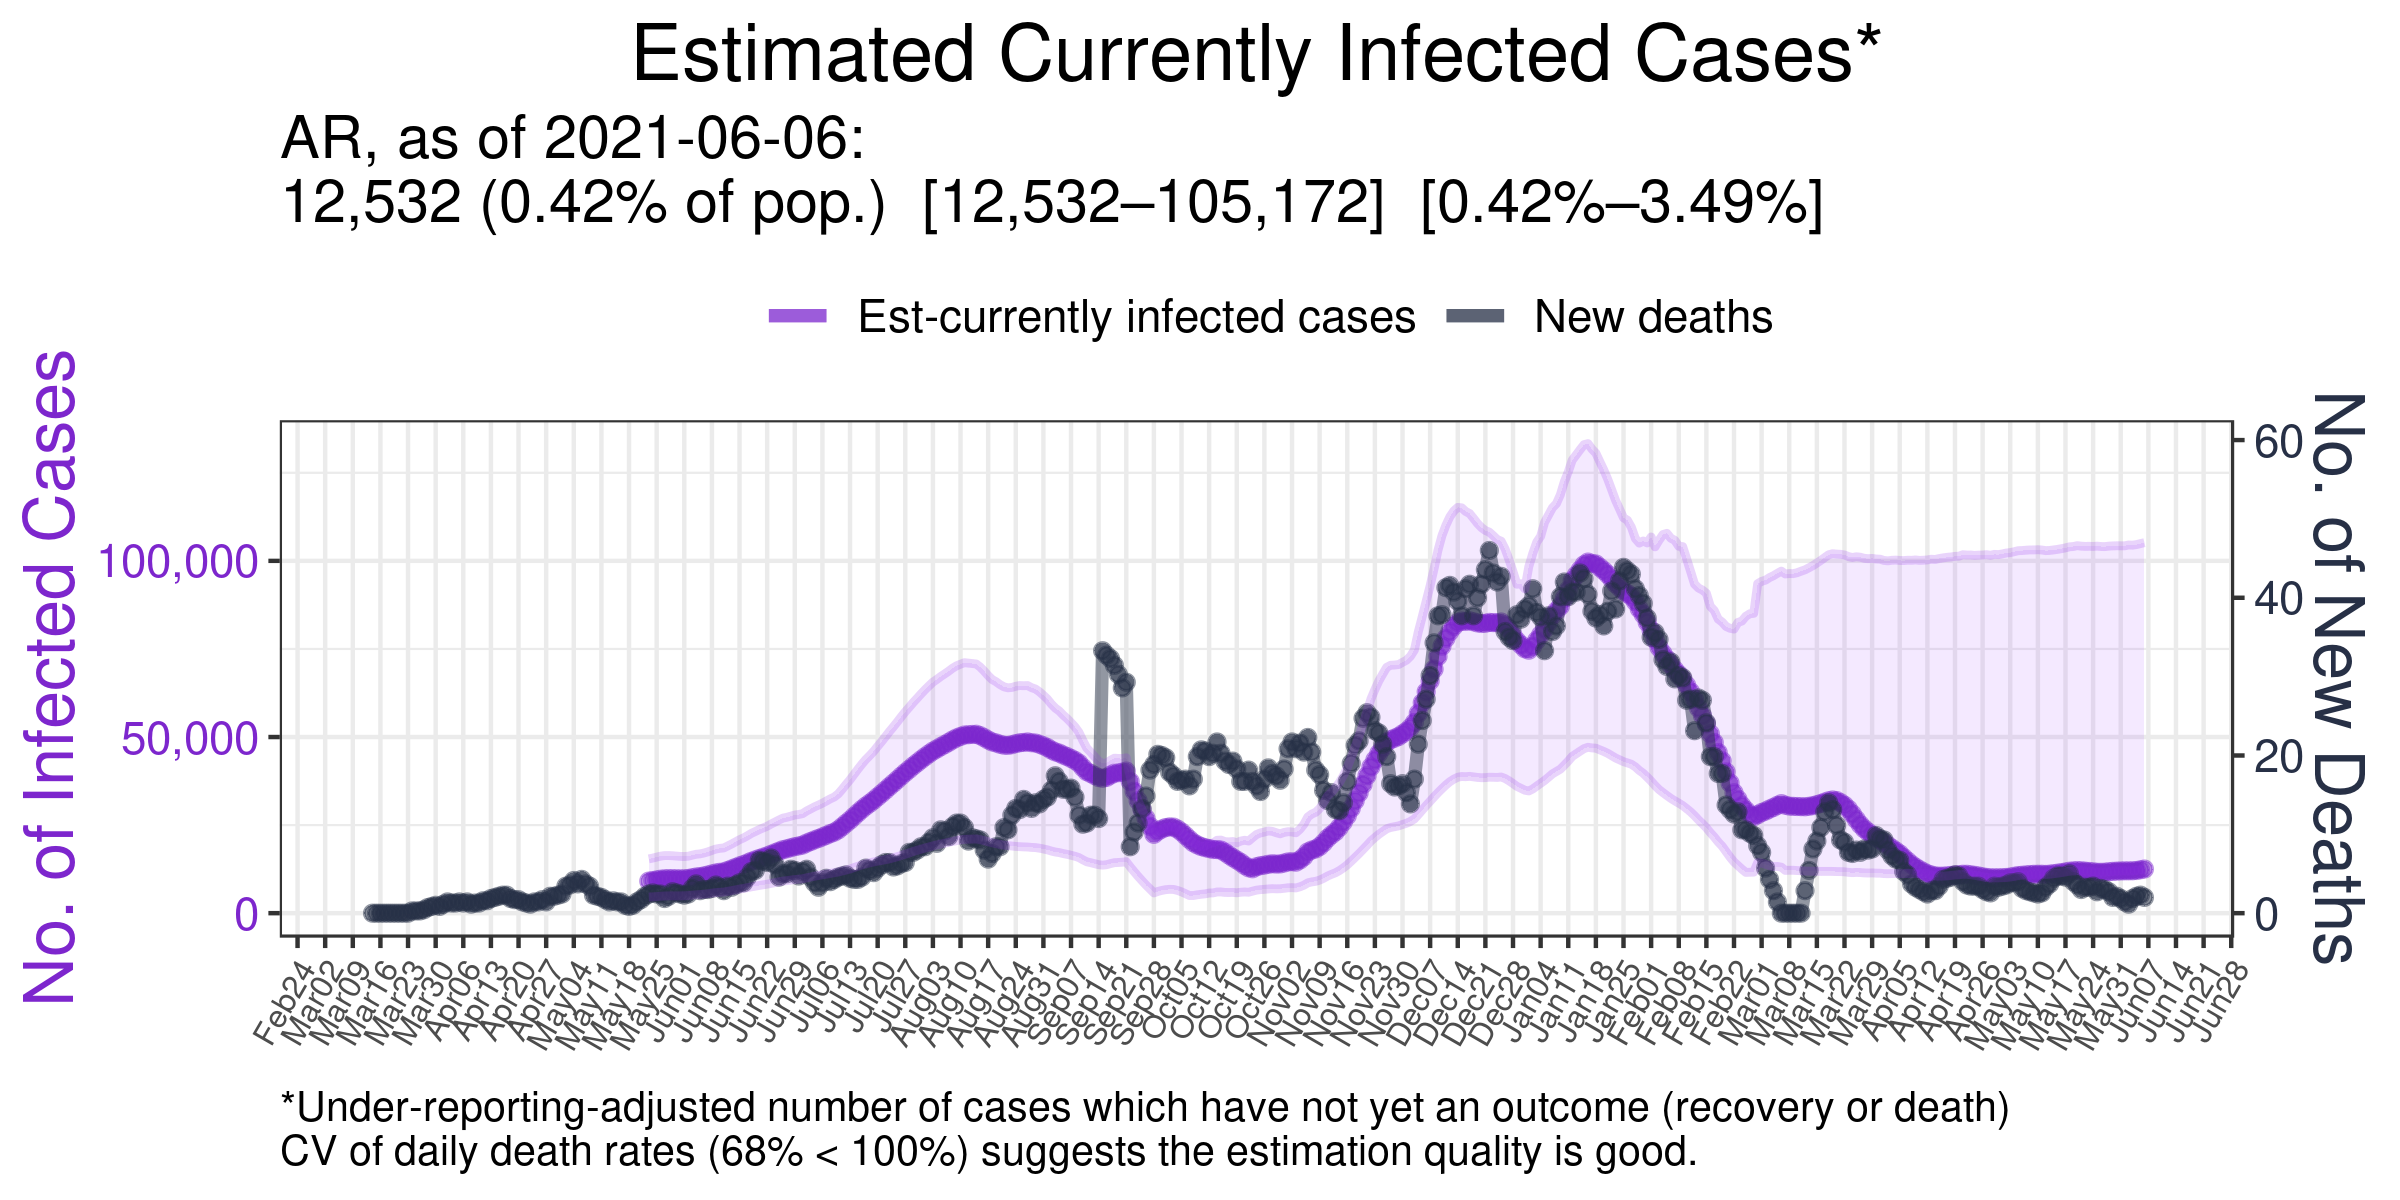 Estimated Currently Infected Cases*
AR, as of 2021-06-06:
12,532 (0.42% of pop.) [12,532–105,172] [0.42%–3.49%]
Est-currently infected cases
New deaths
No. of Infected Cases
100,000
50,000
0
60
40
20
0
No. of New Deaths
Feb24
Mar02
Mar09
Mar16
Mar23
Mar30
Apr06
Apr13
Apr20
Apr27
May04
May11
May18
May25
Jun01
Jun08
Jun15
Jun22
Jun29
Jul06
Jul13
Jul20
Jul27
Aug03
Aug10
Aug17
Aug24
Aug31
Sep07
Sep14
Sep21
Sep28
Oct05
Oct12
Oct19
Oct26
Nov02
Nov09
Nov16
Nov23
Nov30
Dec07
Dec14
Dec21
Dec28
Jan04
Jan11
Jan18
Jan25
Feb01
Feb08
Feb15
Feb22
Mar01
Mar08
Mar15
Mar22
Mar29
Apr05
Apr12
Apr19
Apr26
May03
May10
May17
May24
May31
Jun07
Jun14
Jun21
Jun28
*Under-reporting-adjusted number of cases which have not yet an outcome (recovery or death)
CV of daily death rates (68% < 100%) suggests the estimation quality is good.